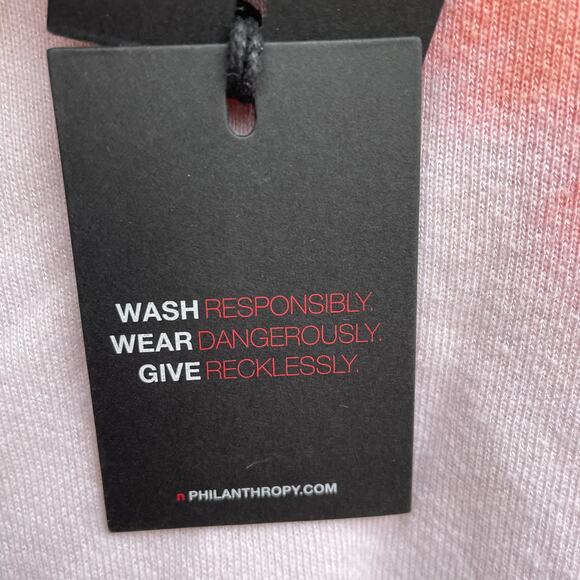 WASH RESPONSIBLY.
WEAR DANGEROUSLY.
GIVE RECKLESSLY.
n PHILANTHROPY.COM